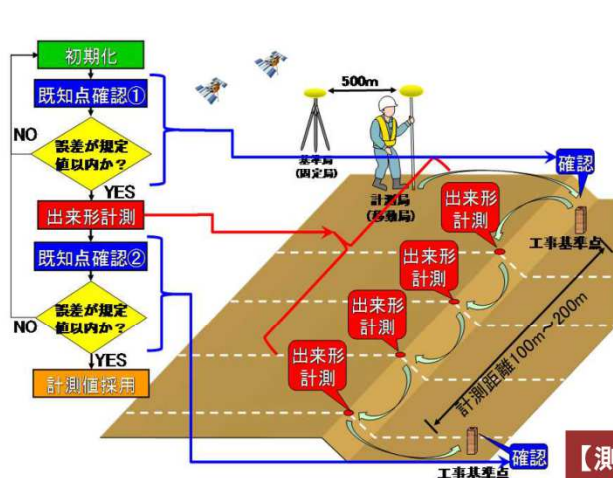 初期化
既知点確認①
NO
誤差が規定
値以内か?
YES
出来形計測
既知点確認②
NO
誤差が規定
値以内か?
YES
計測値採用
500m
基準局
(固定局)
計測局
(移動局)
確認
工事基準点
出来形
計測
出来形
計測
出来形
計測
出来形
計測
計測距離100m～200m
工事基準点
確認
【測